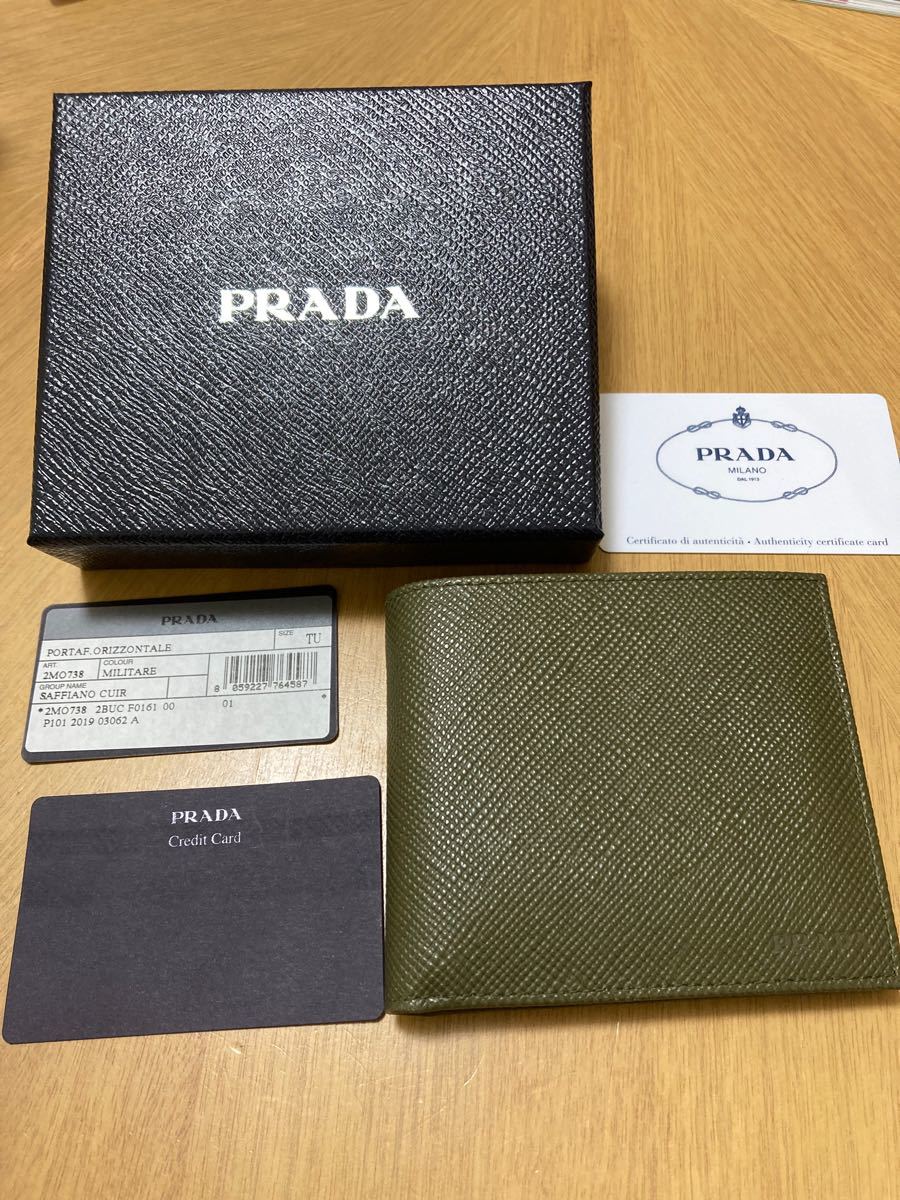 PRADA
PRADA
MILANO
DAL 1913
Certificato di autenticità • Authenticity certificate card
PRADA
PORTAF.ORIZZONTALE
SIZE
TU
ART.
2MO738
COLOUR
MILITARE
GROUP NAME
SAFFIANO CUIR
8 059227 764587
*2MO738 2BUC F0161 00 01 *
P101 2019 03062 A
PRADA
Credit Card
PRADA